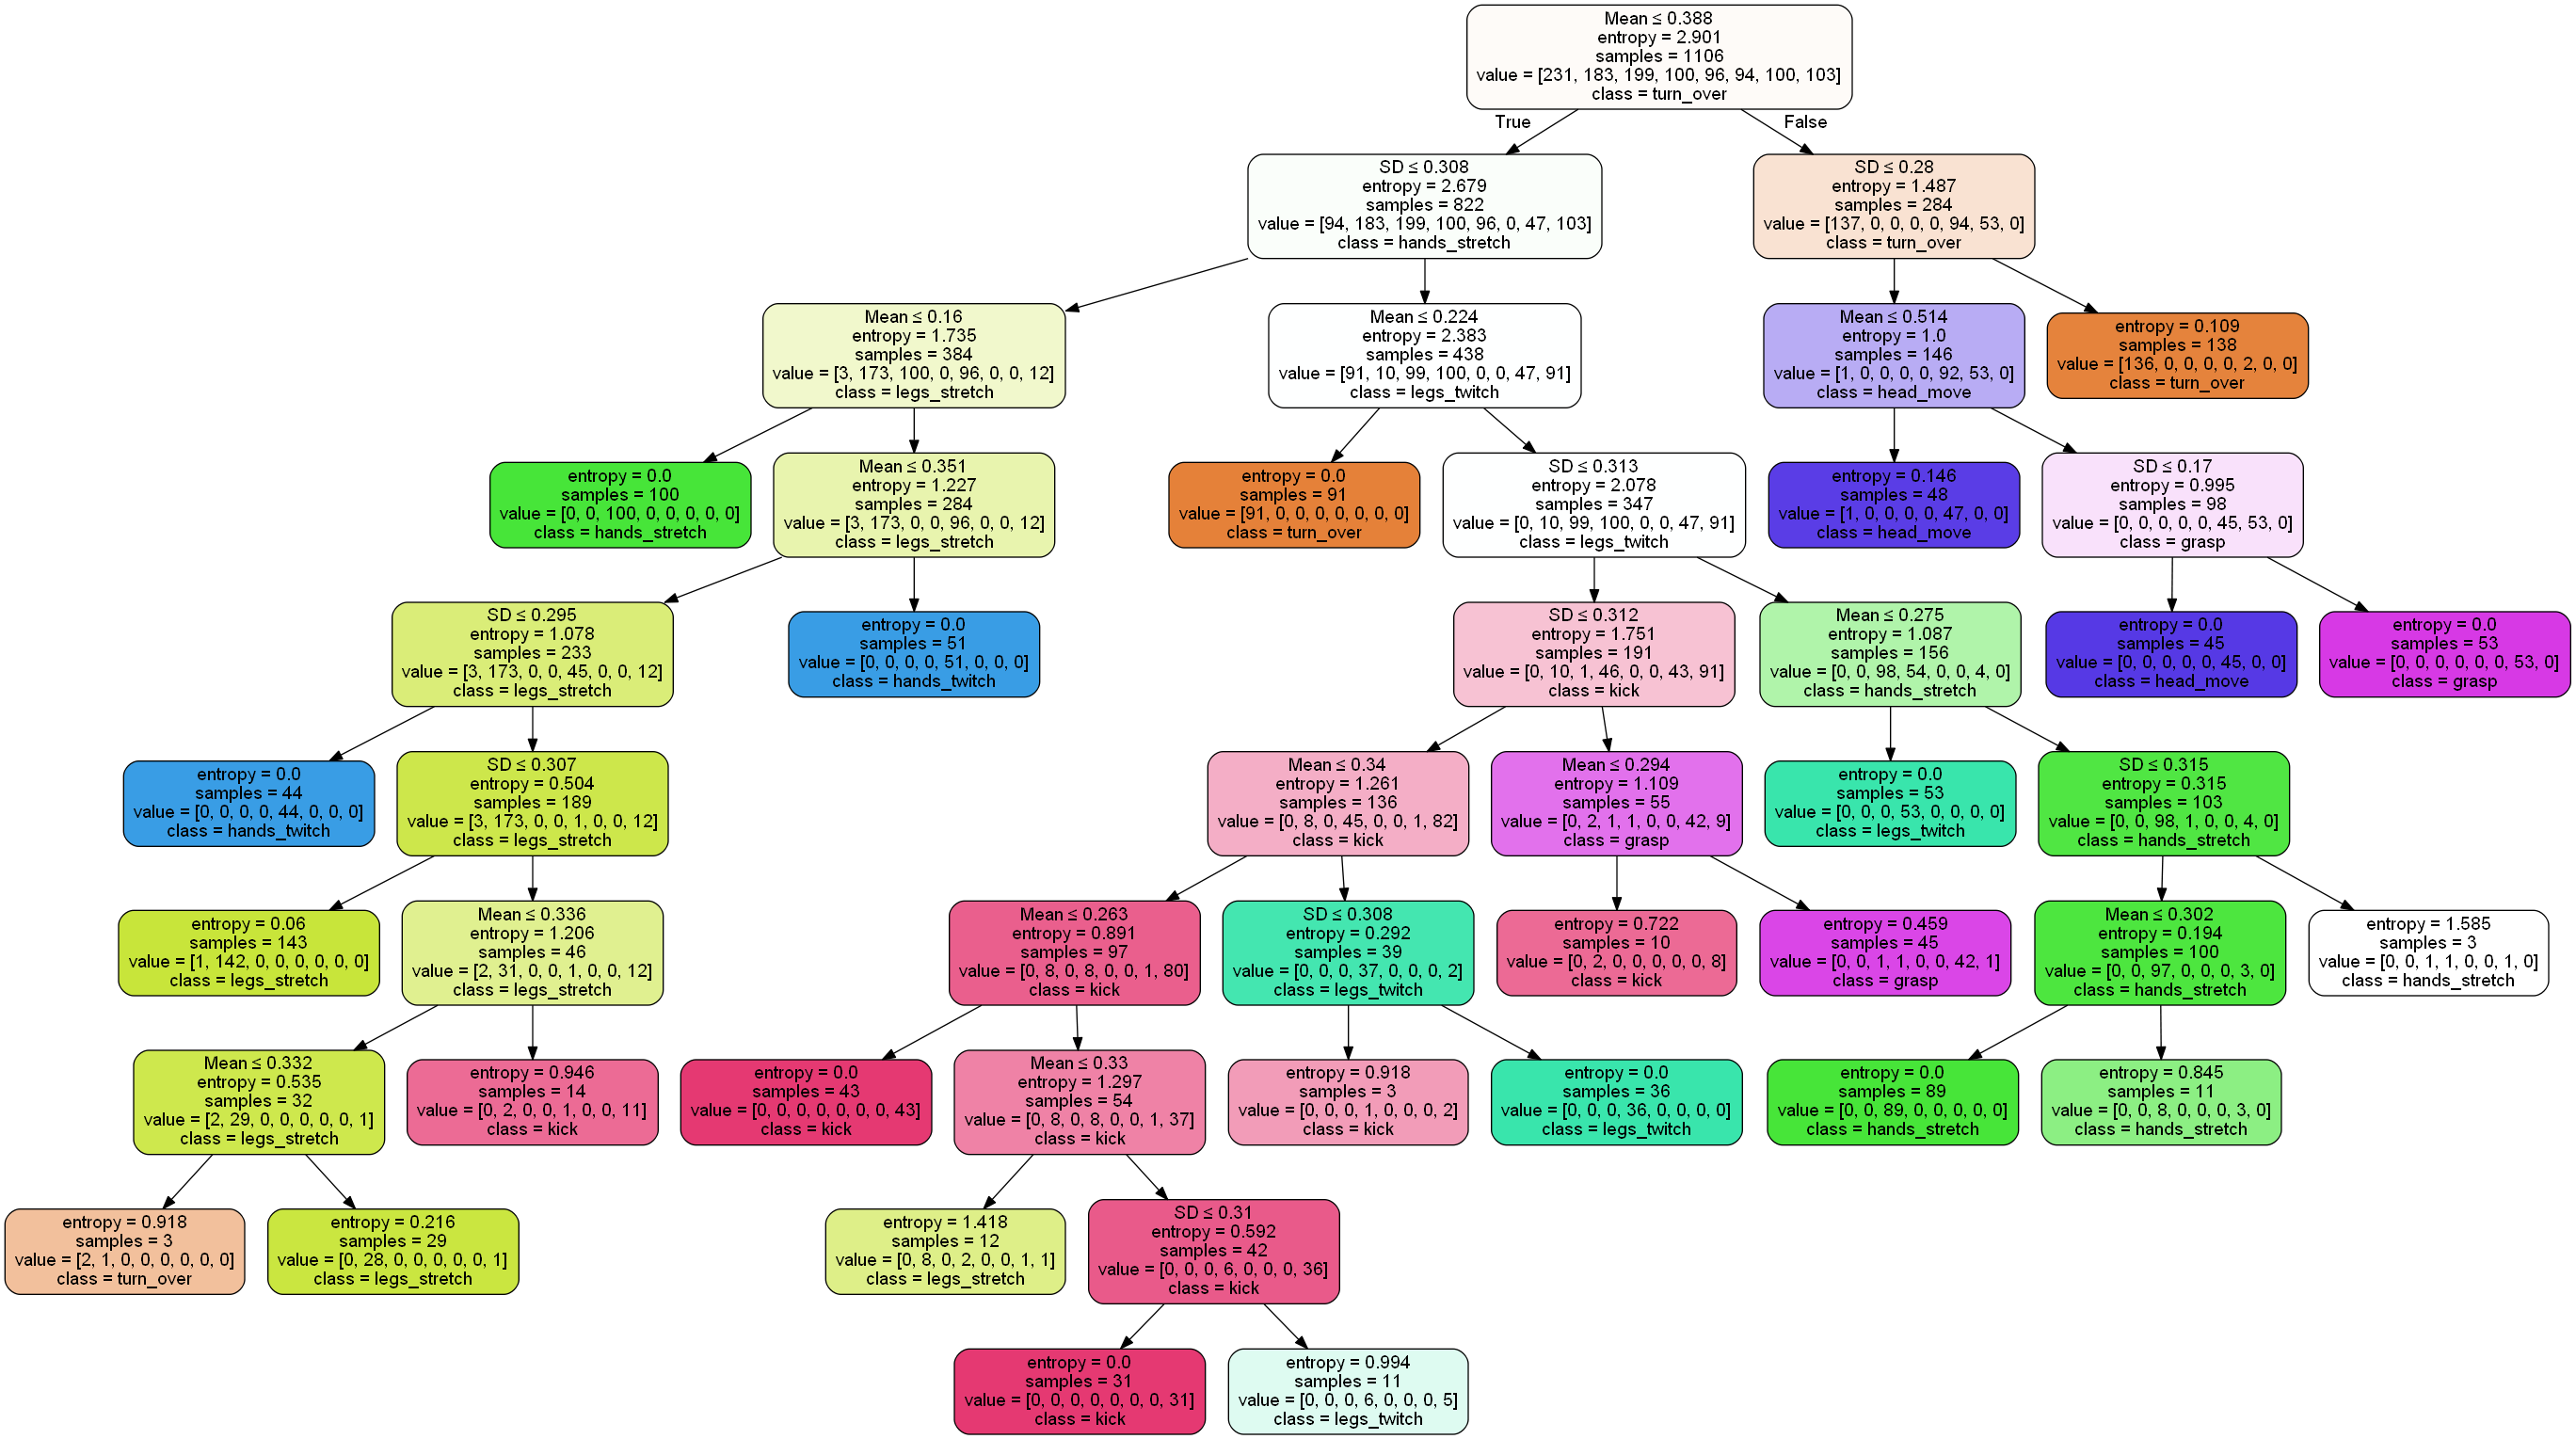 Mean ≤ 0.388
entropy = 2.901
samples = 1106
value = [231, 183, 199, 100, 96, 94, 100, 103]
class = turn_over
True
False
SD ≤ 0.308
entropy = 2.679
samples = 822
value = [94, 183, 199, 100, 96, 0, 47, 103]
class = hands_stretch
SD ≤ 0.28
entropy = 1.487
samples = 284
value = [137, 0, 0, 0, 0, 94, 53, 0]
class = turn_over
Mean ≤ 0.16
entropy = 1.735
samples = 384
value = [3, 173, 100, 0, 96, 0, 0, 12]
class = legs_stretch
Mean ≤ 0.224
entropy = 2.383
samples = 438
value = [91, 10, 99, 100, 0, 0, 47, 91]
class = legs_twitch
Mean ≤ 0.514
entropy = 1.0
samples = 146
value = [1, 0, 0, 0, 0, 92, 53, 0]
class = head_move
entropy = 0.109
samples = 138
value = [136, 0, 0, 0, 0, 2, 0, 0]
class = turn_over
entropy = 0.0
samples = 100
value = [0, 0, 100, 0, 0, 0, 0, 0]
class = hands_stretch
Mean ≤ 0.351
entropy = 1.227
samples = 284
value = [3, 173, 0, 0, 96, 0, 0, 12]
class = legs_stretch
entropy = 0.0
samples = 91
value = [91, 0, 0, 0, 0, 0, 0, 0]
class = turn_over
SD ≤ 0.313
entropy = 2.078
samples = 347
value = [0, 10, 99, 100, 0, 0, 47, 91]
class = legs_twitch
entropy = 0.146
samples = 48
value = [1, 0, 0, 0, 0, 47, 0, 0]
class = head_move
SD ≤ 0.17
entropy = 0.995
samples = 98
value = [0, 0, 0, 0, 0, 45, 53, 0]
class = grasp
SD ≤ 0.295
entropy = 1.078
samples = 233
value = [3, 173, 0, 0, 45, 0, 0, 12]
class = legs_stretch
entropy = 0.0
samples = 51
value = [0, 0, 0, 0, 51, 0, 0, 0]
class = hands_twitch
SD ≤ 0.312
entropy = 1.751
samples = 191
value = [0, 10, 1, 46, 0, 0, 43, 91]
class = kick
Mean ≤ 0.275
entropy = 1.087
samples = 156
value = [0, 0, 98, 54, 0, 0, 4, 0]
class = hands_stretch
entropy = 0.0
samples = 45
value = [0, 0, 0, 0, 0, 45, 0, 0]
class = head_move
entropy = 0.0
samples = 53
value = [0, 0, 0, 0, 0, 0, 53, 0]
class = grasp
entropy = 0.0
samples = 44
value = [0, 0, 0, 0, 44, 0, 0, 0]
class = hands_twitch
SD ≤ 0.307
entropy = 0.504
samples = 189
value = [3, 173, 0, 0, 1, 0, 0, 12]
class = legs_stretch
Mean ≤ 0.34
entropy = 1.261
samples = 136
value = [0, 8, 0, 45, 0, 0, 1, 82]
class = kick
Mean ≤ 0.294
entropy = 1.109
samples = 55
value = [0, 2, 1, 1, 0, 0, 42, 9]
class = grasp
entropy = 0.0
samples = 53
value = [0, 0, 0, 53, 0, 0, 0, 0]
class = legs_twitch
SD ≤ 0.315
entropy = 0.315
samples = 103
value = [0, 0, 98, 1, 0, 0, 4, 0]
class = hands_stretch
entropy = 0.06
samples = 143
value = [1, 142, 0, 0, 0, 0, 0, 0]
class = legs_stretch
Mean ≤ 0.336
entropy = 1.206
samples = 46
value = [2, 31, 0, 0, 1, 0, 0, 12]
class = legs_stretch
Mean ≤ 0.263
entropy = 0.891
samples = 97
value = [0, 8, 0, 8, 0, 0, 1, 80]
class = kick
SD ≤ 0.308
entropy = 0.292
samples = 39
value = [0, 0, 0, 37, 0, 0, 0, 2]
class = legs_twitch
entropy = 0.722
samples = 10
value = [0, 2, 0, 0, 0, 0, 0, 8]
class = kick
entropy = 0.459
samples = 45
value = [0, 0, 1, 1, 0, 0, 42, 1]
class = grasp
Mean ≤ 0.302
entropy = 0.194
samples = 100
value = [0, 0, 97, 0, 0, 0, 3, 0]
class = hands_stretch
entropy = 1.585
samples = 3
value = [0, 0, 1, 1, 0, 0, 1, 0]
class = hands_stretch
Mean ≤ 0.332
entropy = 0.535
samples = 32
value = [2, 29, 0, 0, 0, 0, 0, 1]
class = legs_stretch
entropy = 0.946
samples = 14
value = [0, 2, 0, 0, 1, 0, 0, 11]
class = kick
entropy = 0.0
samples = 43
value = [0, 0, 0, 0, 0, 0, 0, 43]
class = kick
Mean ≤ 0.33
entropy = 1.297
samples = 54
value = [0, 8, 0, 8, 0, 0, 1, 37]
class = kick
entropy = 0.918
samples = 3
value = [0, 0, 0, 1, 0, 0, 0, 2]
class = kick
entropy = 0.0
samples = 36
value = [0, 0, 0, 36, 0, 0, 0, 0]
class = legs_twitch
entropy = 0.0
samples = 89
value = [0, 0, 89, 0, 0, 0, 0, 0]
class = hands_stretch
entropy = 0.845
samples = 11
value = [0, 0, 8, 0, 0, 0, 3, 0]
class = hands_stretch
entropy = 0.918
samples = 3
value = [2, 1, 0, 0, 0, 0, 0, 0]
class = turn_over
entropy = 0.216
samples = 29
value = [0, 28, 0, 0, 0, 0, 0, 1]
class = legs_stretch
entropy = 1.418
samples = 12
value = [0, 8, 0, 2, 0, 0, 1, 1]
class = legs_stretch
SD ≤ 0.31
entropy = 0.592
samples = 42
value = [0, 0, 0, 6, 0, 0, 0, 36]
class = kick
entropy = 0.0
samples = 31
value = [0, 0, 0, 0, 0, 0, 0, 31]
class = kick
entropy = 0.994
samples = 11
value = [0, 0, 0, 6, 0, 0, 0, 5]
class = legs_twitch